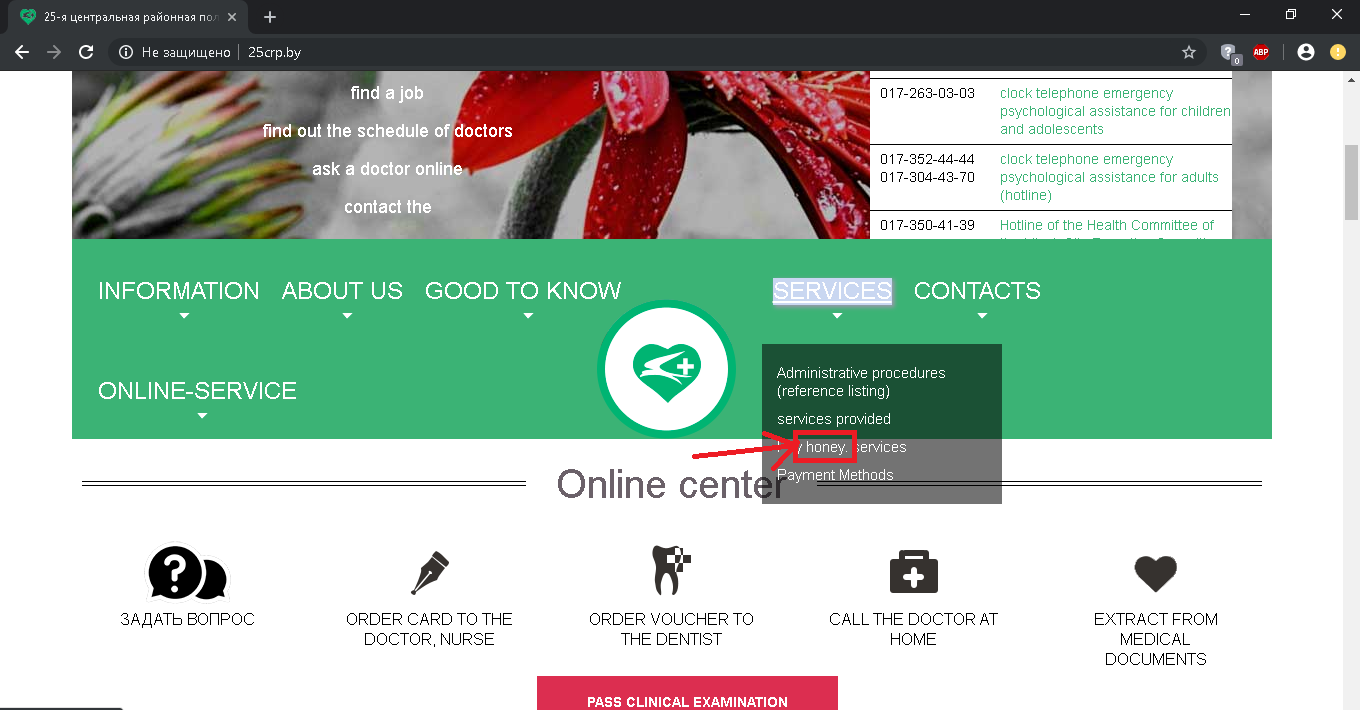 25-я центральная районная пол
Не защищено
25crp.by
ABP
0
find a job
find out the schedule of doctors
ask a doctor online
contact the
017-263-03-03
clock telephone emergency
psychological assistance for children
and adolescents
017-352-44-44
017-304-43-70
clock telephone emergency
psychological assistance for adults
(hotline)
017-350-41-39
Hotline of the Health Committee of
INFORMATION
ABOUT US
GOOD TO KNOW
SERVICES
CONTACTS
ONLINE-SERVICE
Administrative procedures
(reference listing)
services provided
honey. services
Payment Methods
Online center
ЗАДАТЬ ВОПРОС
ORDER CARD TO THE
DOCTOR, NURSE
ORDER VOUCHER TO
THE DENTIST
CALL THE DOCTOR AT
HOME
EXTRACT FROM
MEDICAL
DOCUMENTS
PASS CLINICAL EXAMINATION